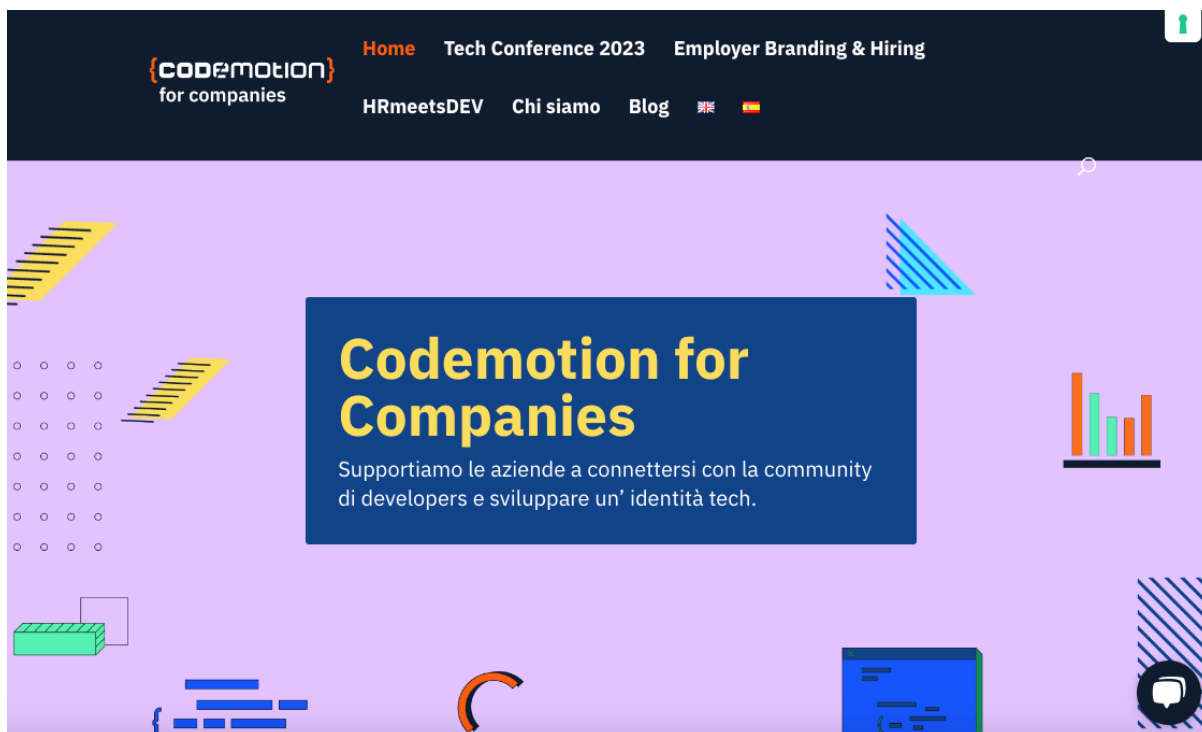 {CODEMOTION}
for companies
Home Tech Conference 2023 Employer Branding & Hiring
HRmeetsDEV Chi siamo Blog
Codemotion for
Companies
Supportiamo le aziende a connettersi con la community
di developers e sviluppare un’ identità tech.